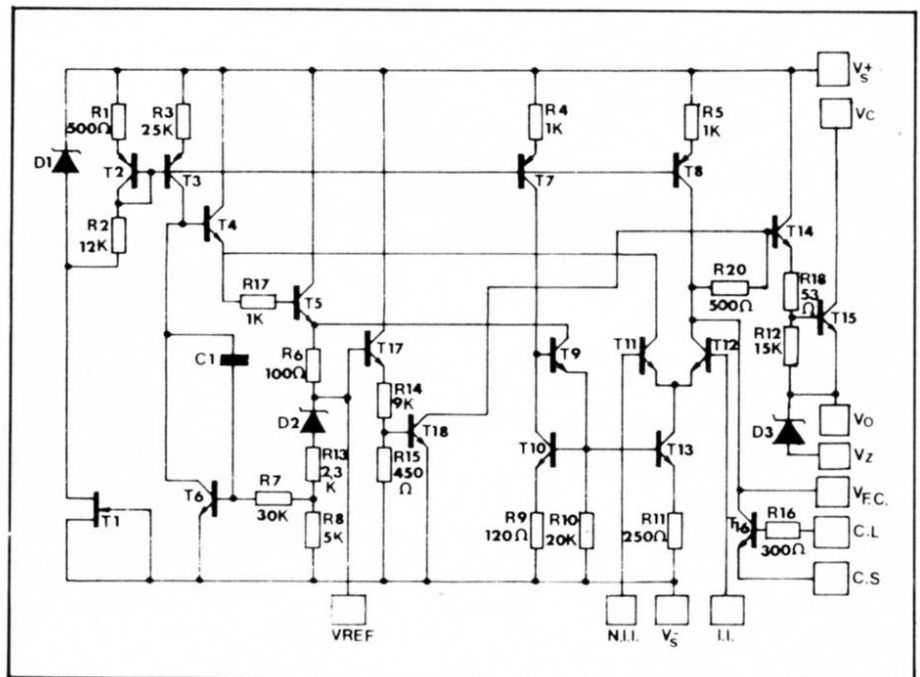 V+S
VC
R1
500Ω
R3
25K
R4
1K
R5
1K
D1
T2
T3
T7
T8
R2
12K
T4
T14
R17
1K
T5
R20
500Ω
R18
53
Ω
T15
R12
15K
C1
R6
100Ω
T17
T9
T11
T12
D2
R14
9K
T18
D3
VO
VZ
R13
2,3
K
R15
450
Ω
T10
T13
T6
R7
30K
R8
5K
T1
R9
120Ω
R10
20K
R11
250Ω
T16
R16
300Ω
VF.C.
C.L
C.S
VREF
N.I.I.
V-S
I.I.